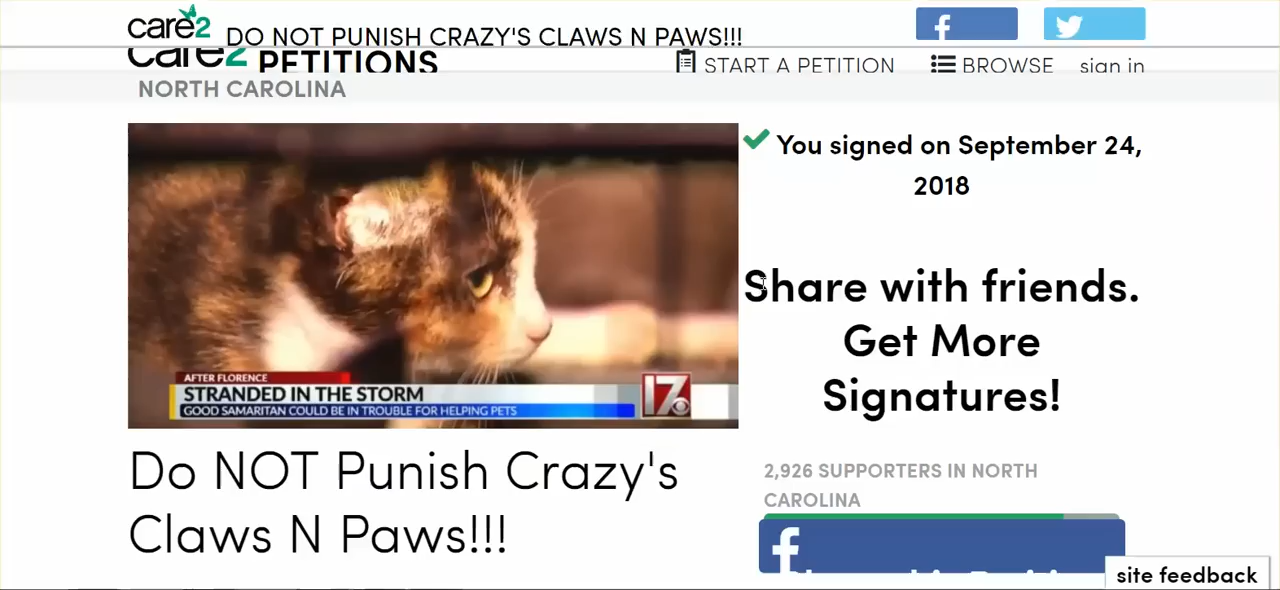 care2
DO NOT PUNISH CRAZY'S CLAWS N PAWS!!!
care2 PETITIONS
START A PETITION
BROWSE
sign in
NORTH CAROLINA
You signed on September 24,
2018
Share with friends.
Get More
Signatures!
AFTER FLORENCE
STRANDED IN THE STORM
GOOD SAMARITAN COULD BE IN TROUBLE FOR HELPING PETS
17
Do NOT Punish Crazy's
Claws N Paws!!!
2,926 SUPPORTERS IN NORTH
CAROLINA
site feedback